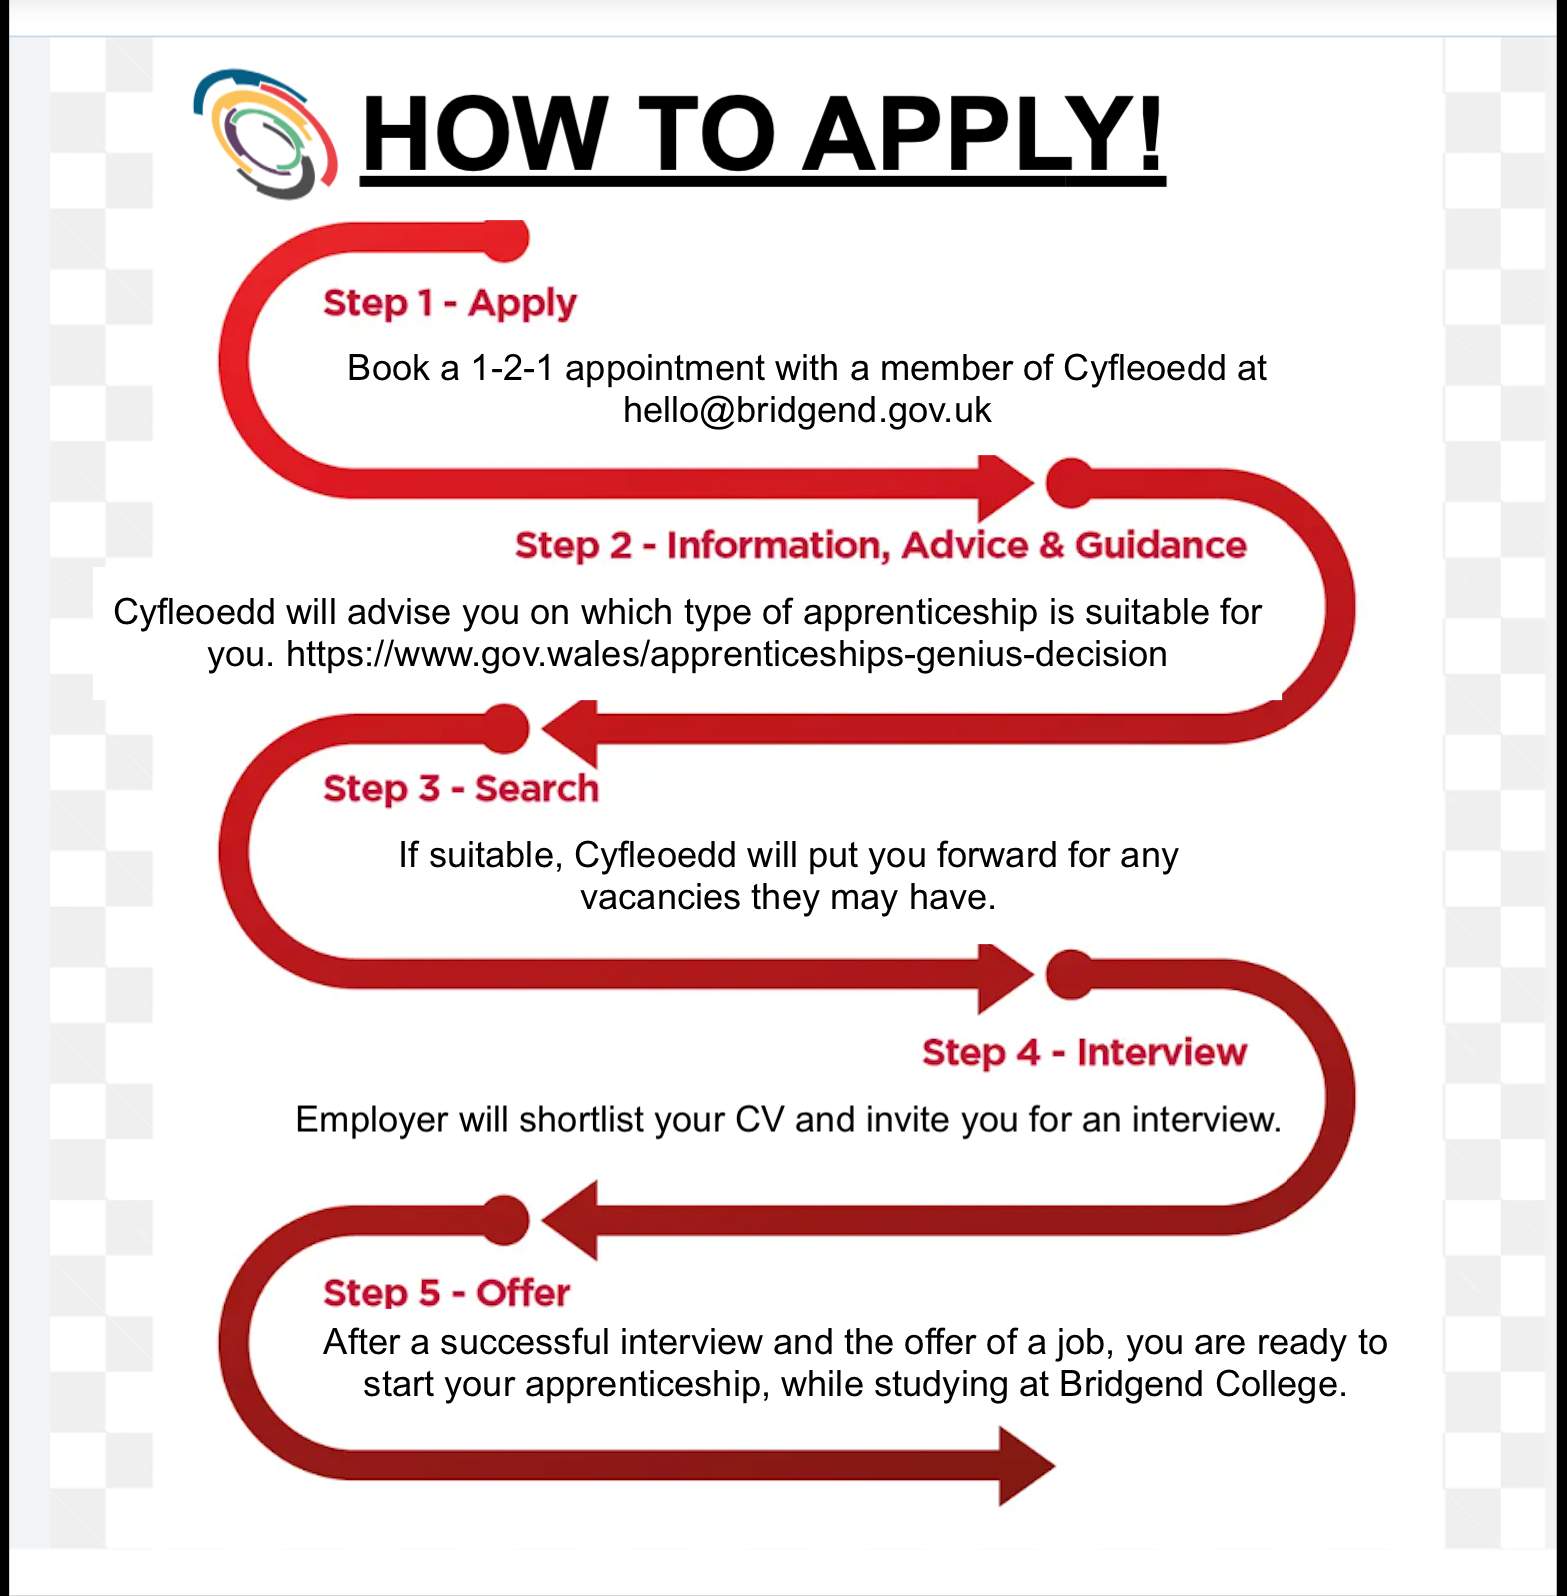 HOW TO APPLY!
Step 1 - Apply
Book a 1-2-1 appointment with a member of Cyfleoedd at
hello@bridgend.gov.uk
Step 2 - Information, Advice & Guidance
Cyfleoedd will advise you on which type of apprenticeship is suitable for
you. https://www.gov.wales/apprenticeships-genius-decision
Step 3 - Search
If suitable, Cyfleoedd will put you forward for any
vacancies they may have.
Step 4 - Interview
Employer will shortlist your CV and invite you for an interview.
Step 5 - Offer
After a successful interview and the offer of a job, you are ready to
start your apprenticeship, while studying at Bridgend College.